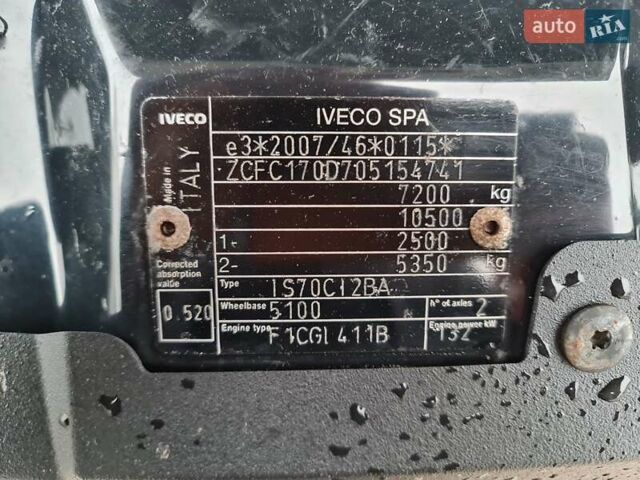 auto RIA
.com
IVECO IVECO SPA
e3*2007/46*0115*
ZCFC170D705154741
7200 kg
10500
1- 2500
2- 5350 kg
Made in ITALY
Corrected
absorption
value
0.520
Type IS70CI2BA
Wheelbase 5100 N° of axles 2
Engine type F1CGL411B Engine power kW 132